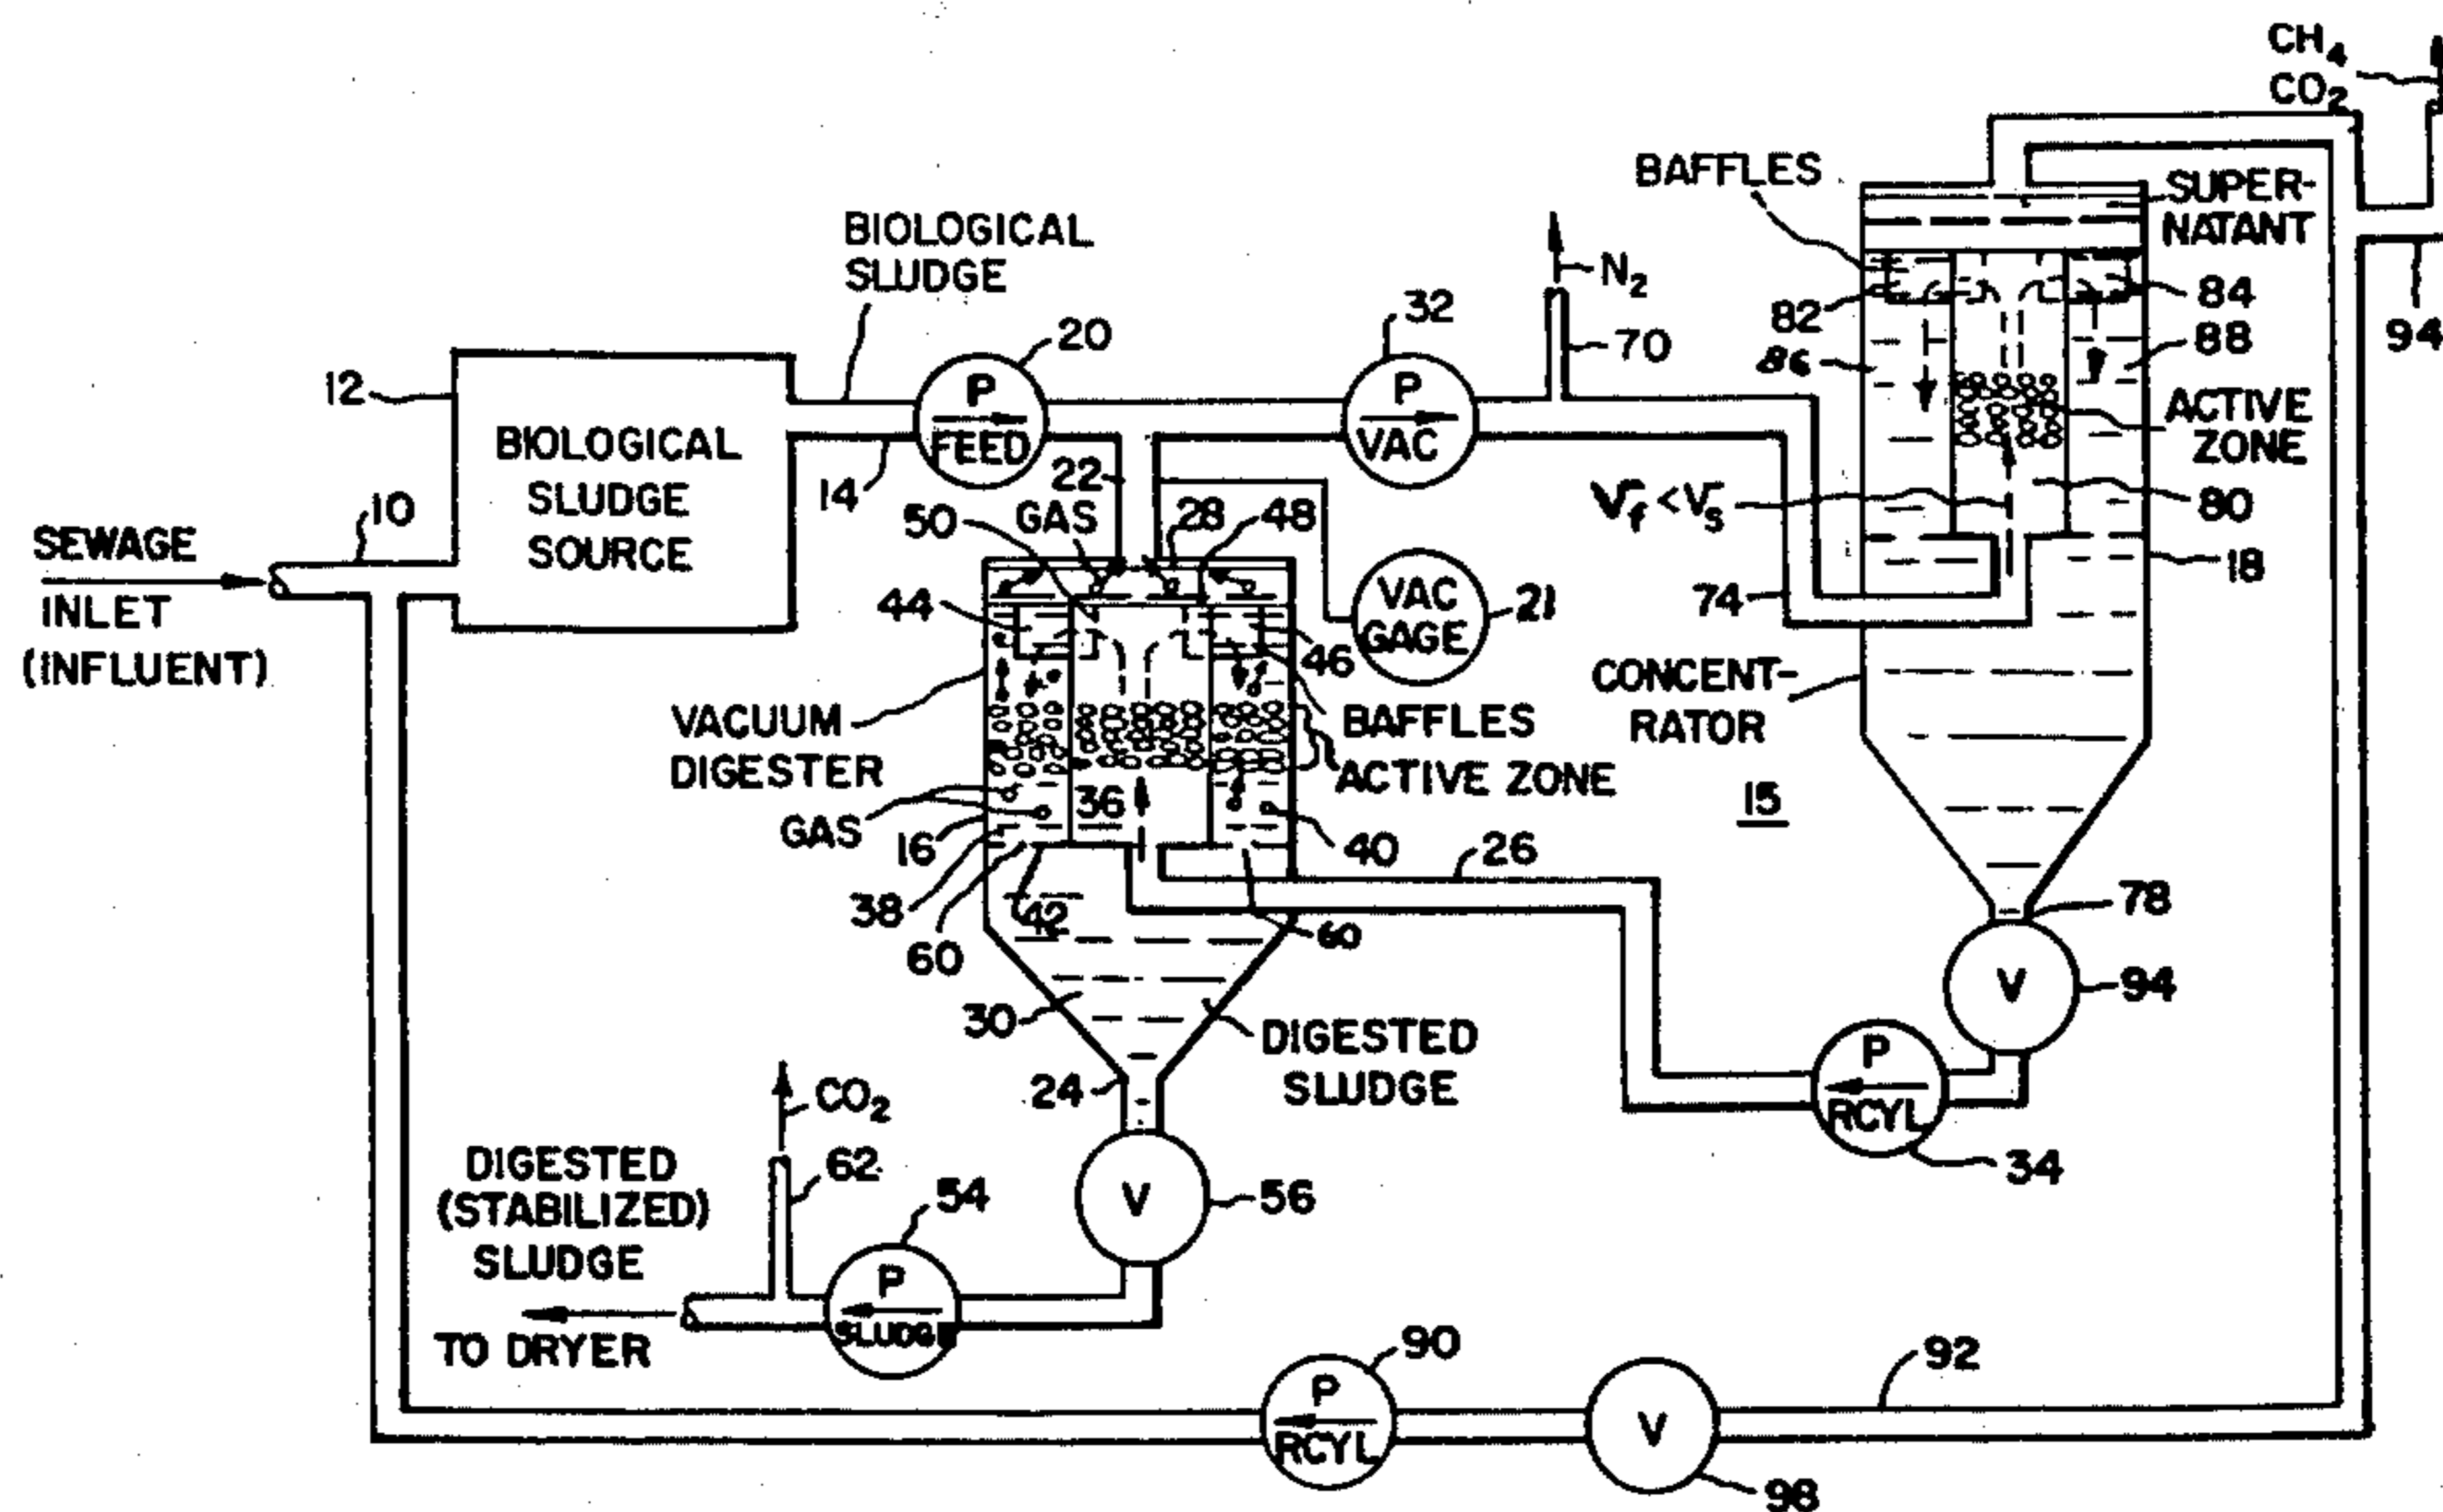 CH4
CO2
BAFFLES
SUPER-
NATANT
BIOLOGICAL
SLUDGE
N2
32
84
82
94
20
70
88
12
P
P
86
BIOLOGICAL
SLUDGE
SOURCE
FEED
VAC
ACTIVE
ZONE
22
14
10
50
GAS
28
48
Vf < Vs
80
SEWAGE
INLET
(INFLUENT)
18
44
VAC
GAGE
21
74
46
CONCENT-
RATOR
VACUUM
DIGESTER
BAFFLES
ACTIVE ZONE
36
15
GAS
16
40
26
38
42
78
60
60
V
94
30
DIGESTED
SLUDGE
P
RCYL
24
CO2
34
DIGESTED
(STABILIZED)
SLUDGE
62
54
V
56
P
SLUDGE
TO DRYER
90
92
P
RCYL
V
98